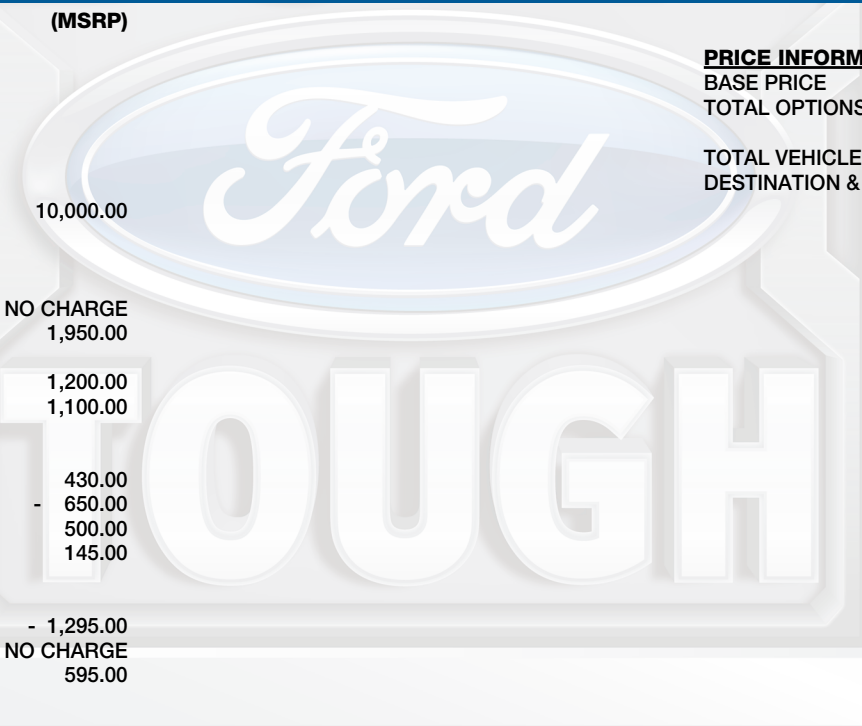 (MSRP)
10,000.00
NO CHARGE
1,950.00
1,200.00
1,100.00
430.00
- 650.00
500.00
145.00
- 1,295.00
NO CHARGE
595.00
PRICE INFORM
BASE PRICE
TOTAL OPTIONS
TOTAL VEHICLE
DESTINATION &
Ford
TOUGH